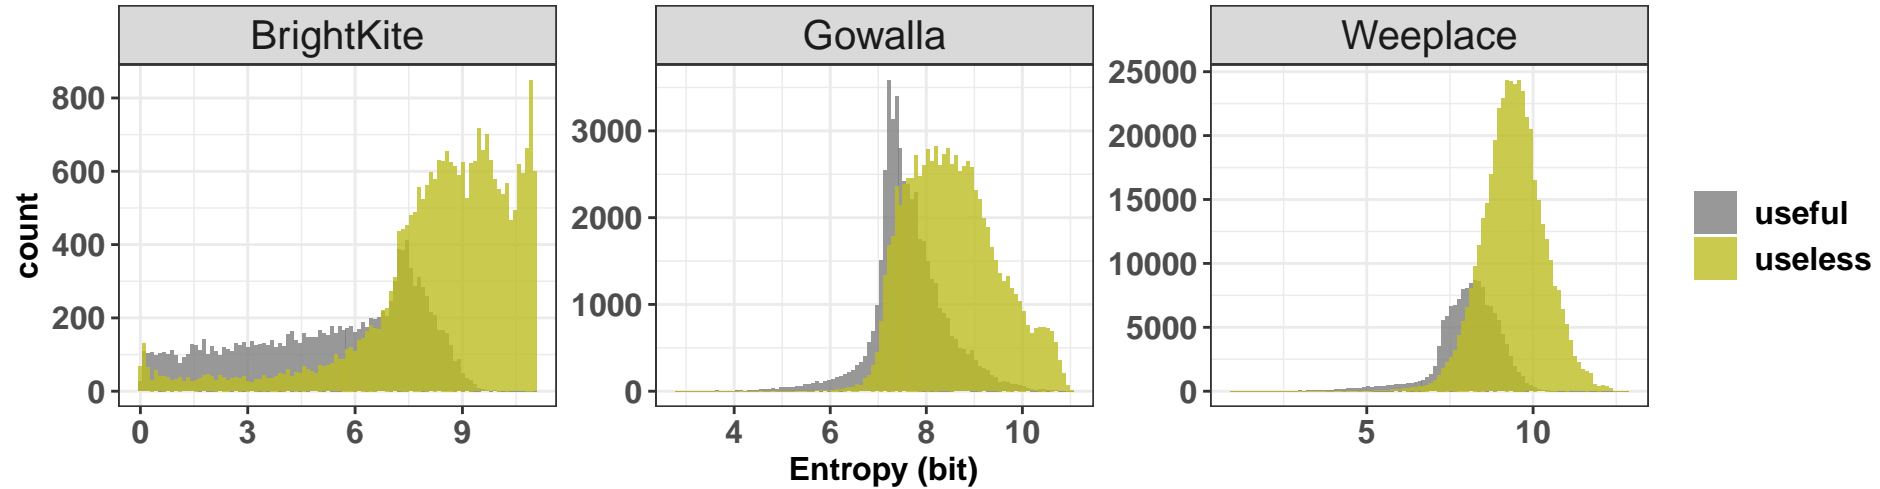 BrightKite
Gowalla
Weeplace
count
800
600
400
200
0
0 3 6 9
3000
2000
1000
0
4 6 8 10
25000
20000
15000
10000
5000
0
5 10
Entropy (bit)
useful
useless